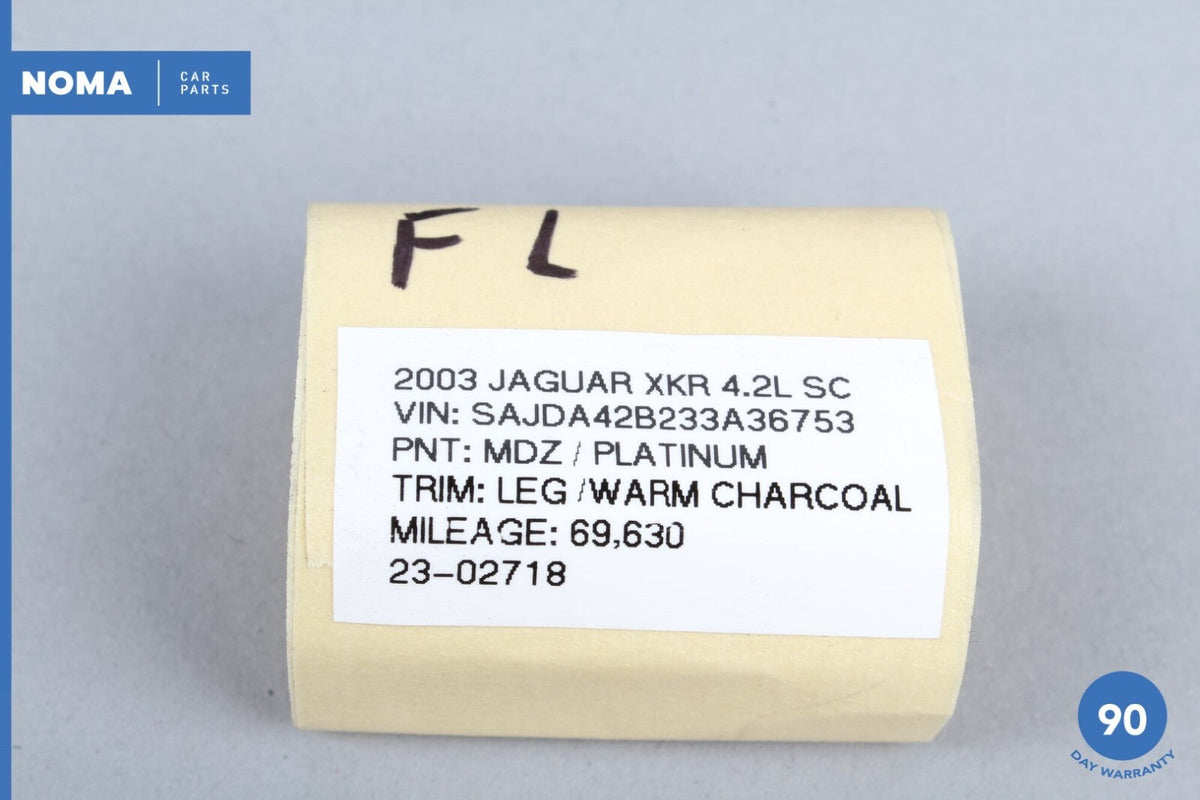 NOMA
CAR
PARTS
F L
2003 JAGUAR XKR 4.2L SC
VIN: SAJDA42B233A36753
PNT: MDZ / PLATINUM
TRIM: LEG /WARM CHARCOAL
MILEAGE: 69,630
23-02718
90
DAY WARRANTY